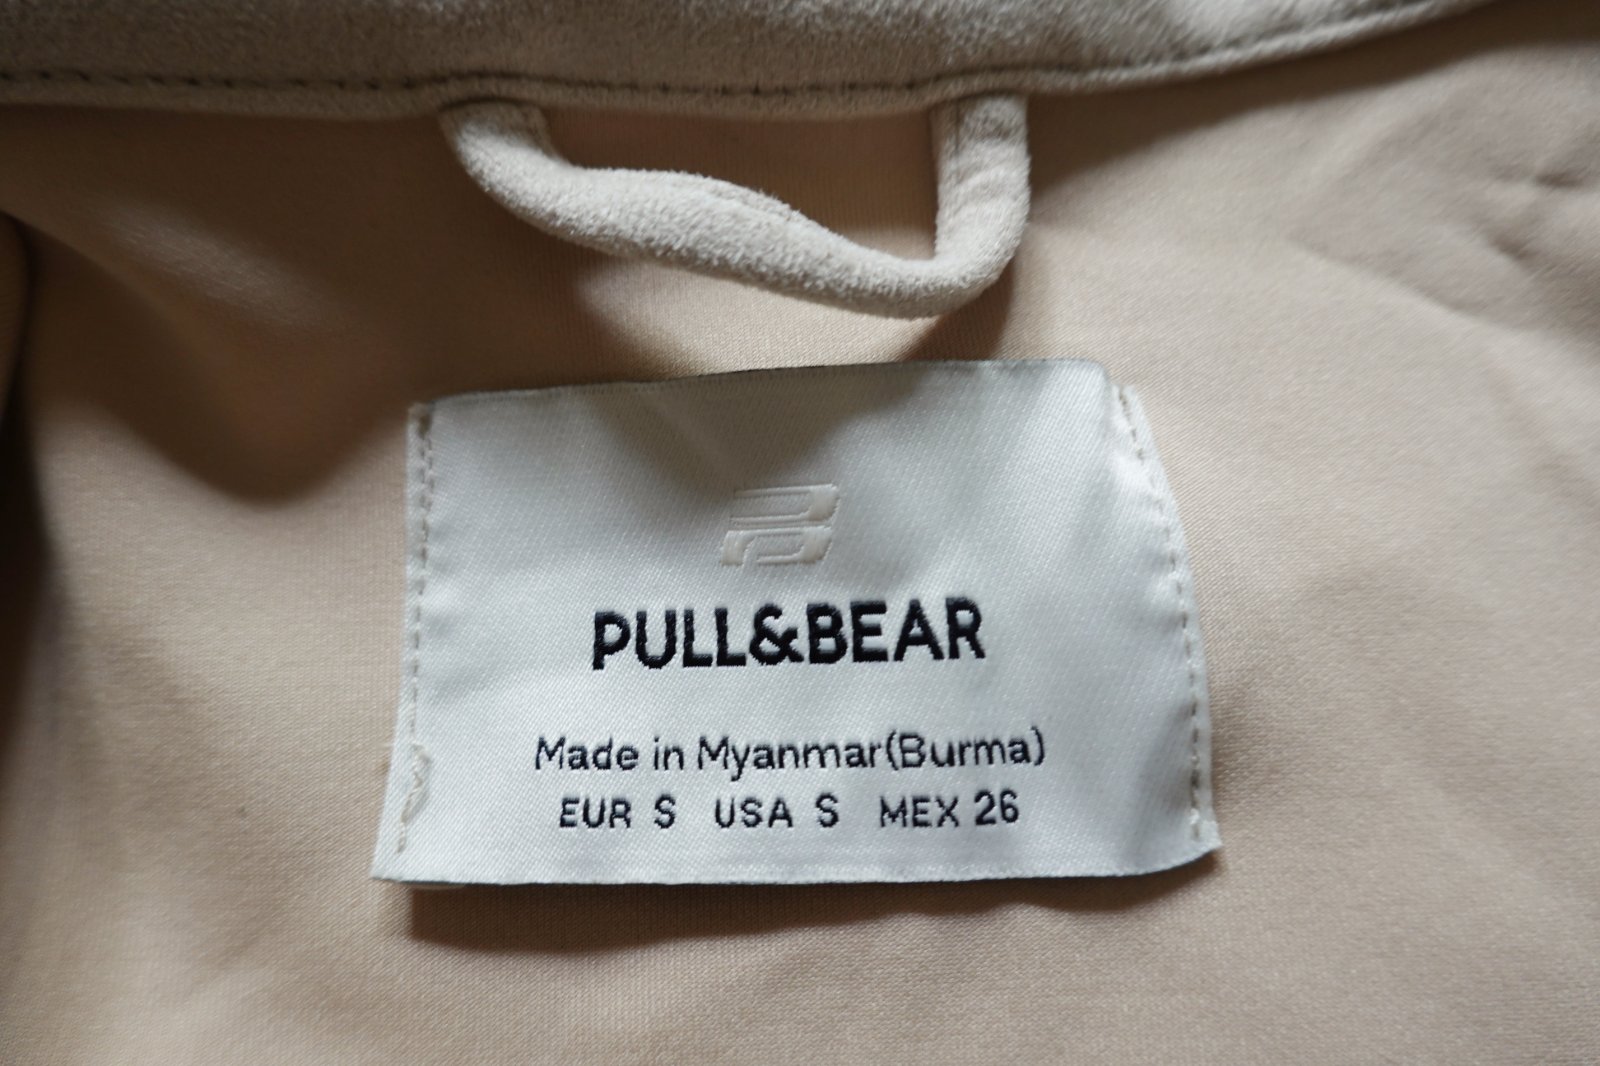 PULL&BEAR
Made in Myanmar(Burma)
EUR S USA S MEX 26